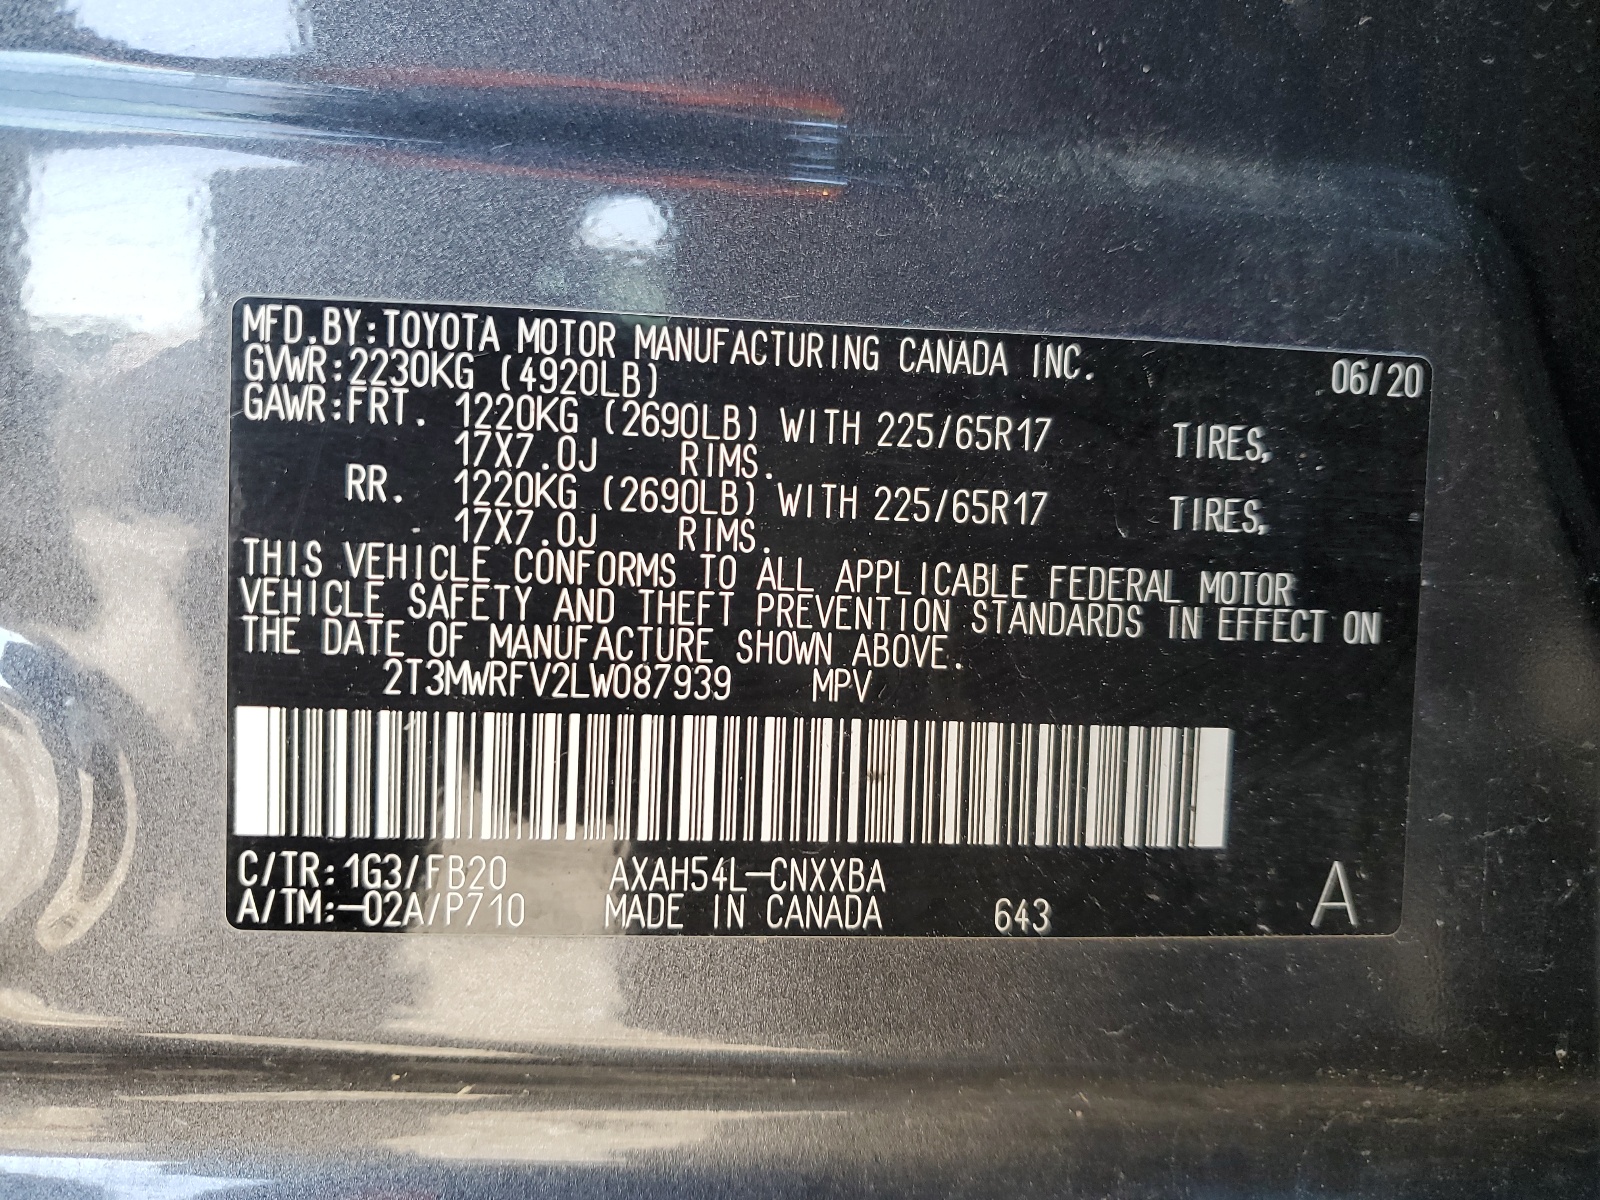 MFD.BY:TOYOTA MOTOR MANUFACTURING CANADA INC. 06/20
GVWR:2230KG (4920LB)
GAWR:FRT. 1220KG (2690LB) WITH 225/65R17 TIRES,
17X7.0J RIMS.
RR. 1220KG (2690LB) WITH 225/65R17 TIRES,
17X7.0J RIMS.
THIS VEHICLE CONFORMS TO ALL APPLICABLE FEDERAL MOTOR
VEHICLE SAFETY AND THEFT PREVENTION STANDARDS IN EFFECT ON
THE DATE OF MANUFACTURE SHOWN ABOVE.
2T3MWRFV2LW087939 MPV
C/TR:1G3/FB20 AXAH54L-CNXXBA
A/TM:-02A/P710 MADE IN CANADA 643 A